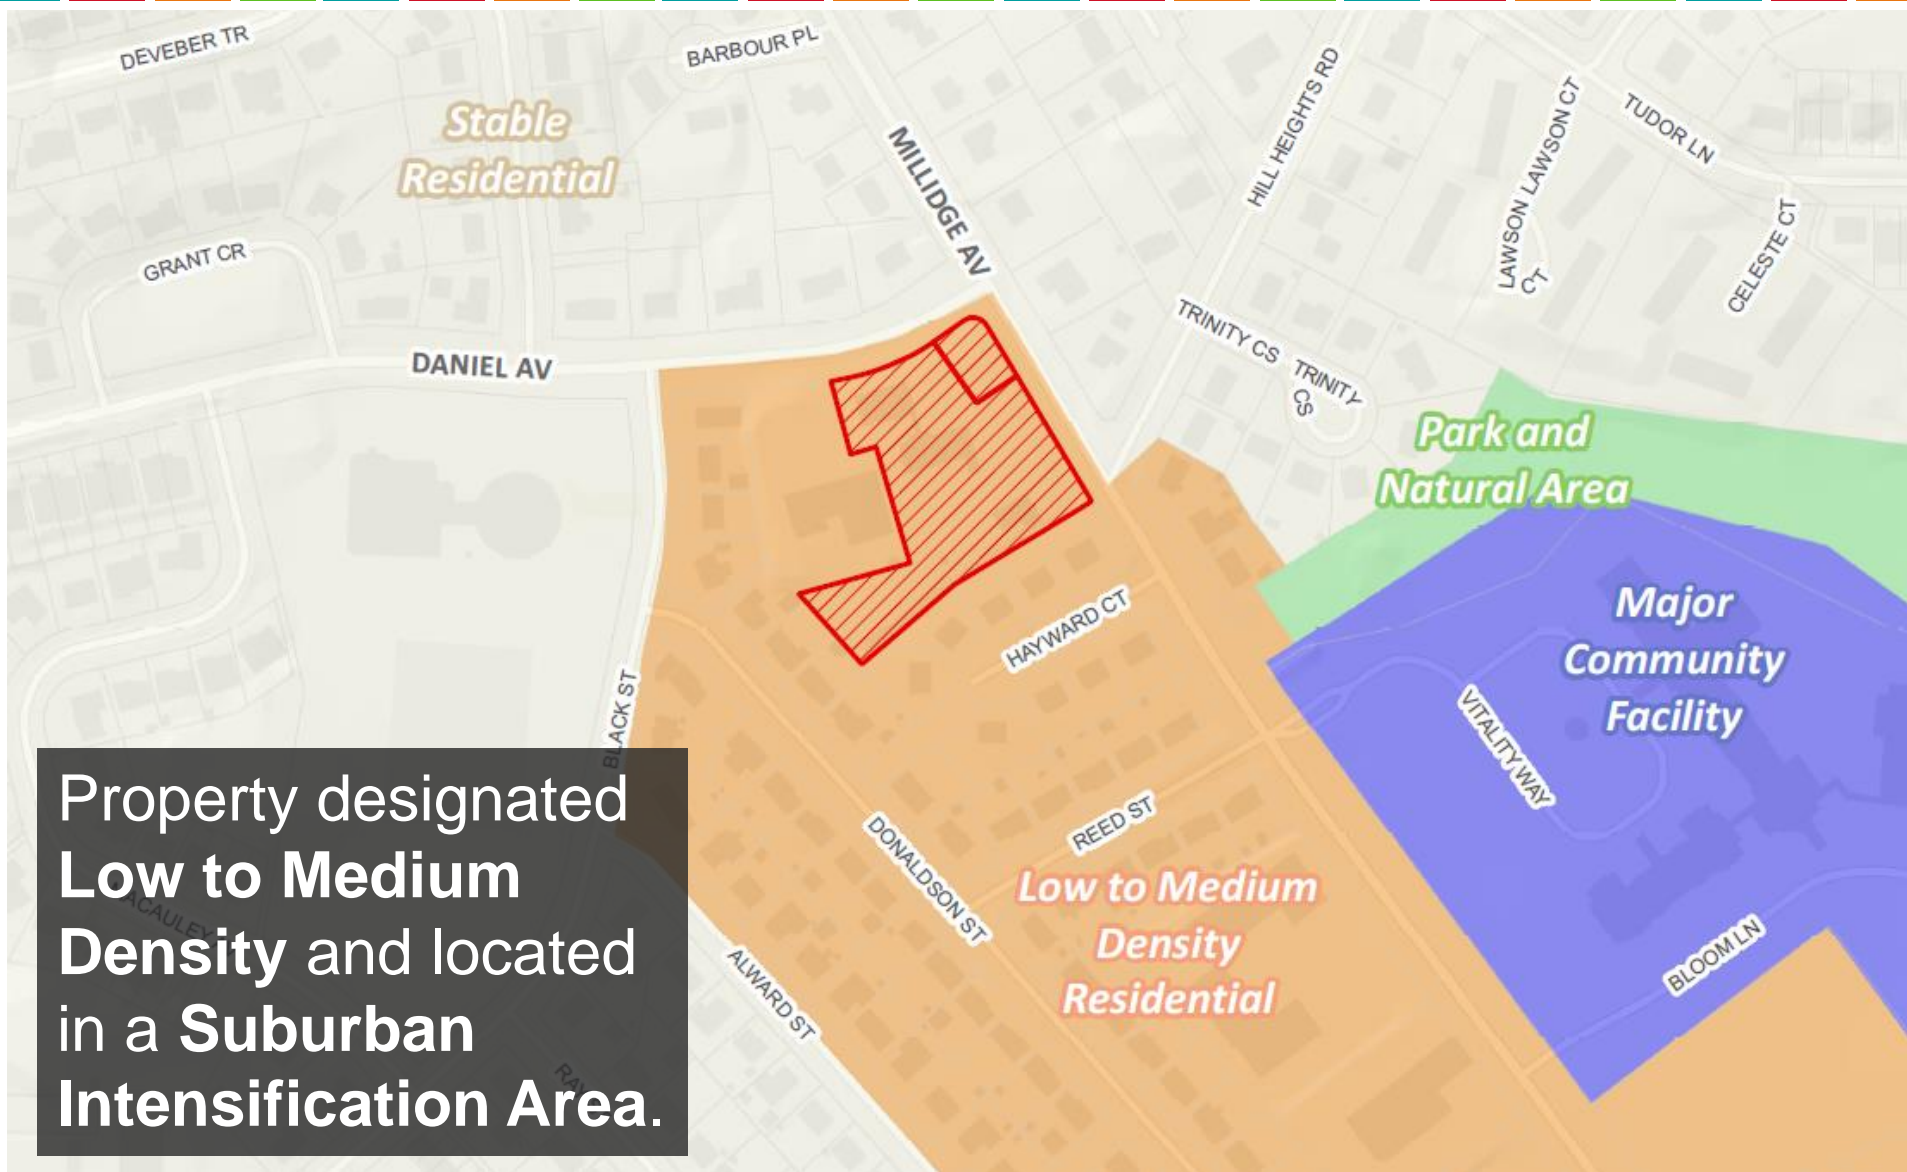 DEVEBER TR
BARBOUR PL
Stable
Residential
MILLIDGE AV
HILL HEIGHTS RD
LAWSON LAWSON CT
CT
TUDOR LN
CELESTE CT
GRANT CR
DANIEL AV
TRINITY CS
TRINITY
CS
Park and
Natural Area
Major
Community
Facility
HAYWARD CT
VITALITY WAY
BLACK ST
REED ST
DONALDSON ST
Low to Medium
Density
Residential
BLOOM LN
ALWARD ST
Property designated
Low to Medium
Density and located
in a Suburban
Intensification Area.